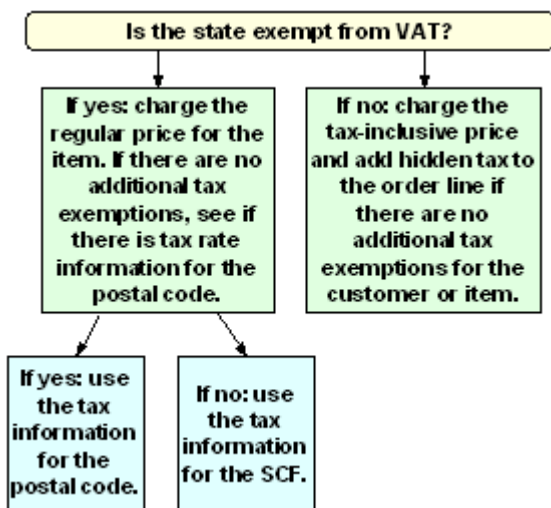 Is the state exempt from VAT?
If yes: charge the
regular price for the
item. If there are no
additional tax
exemptions, see if
there is tax rate
information for the
postal code.
If no: charge the
tax-inclusive price
and add hidden tax to
the order line if
there are no
additional tax
exemptions for the
customer or item.
If yes: use
the tax
information
for the
postal code.
If no: use
the tax
information
for the SCF.